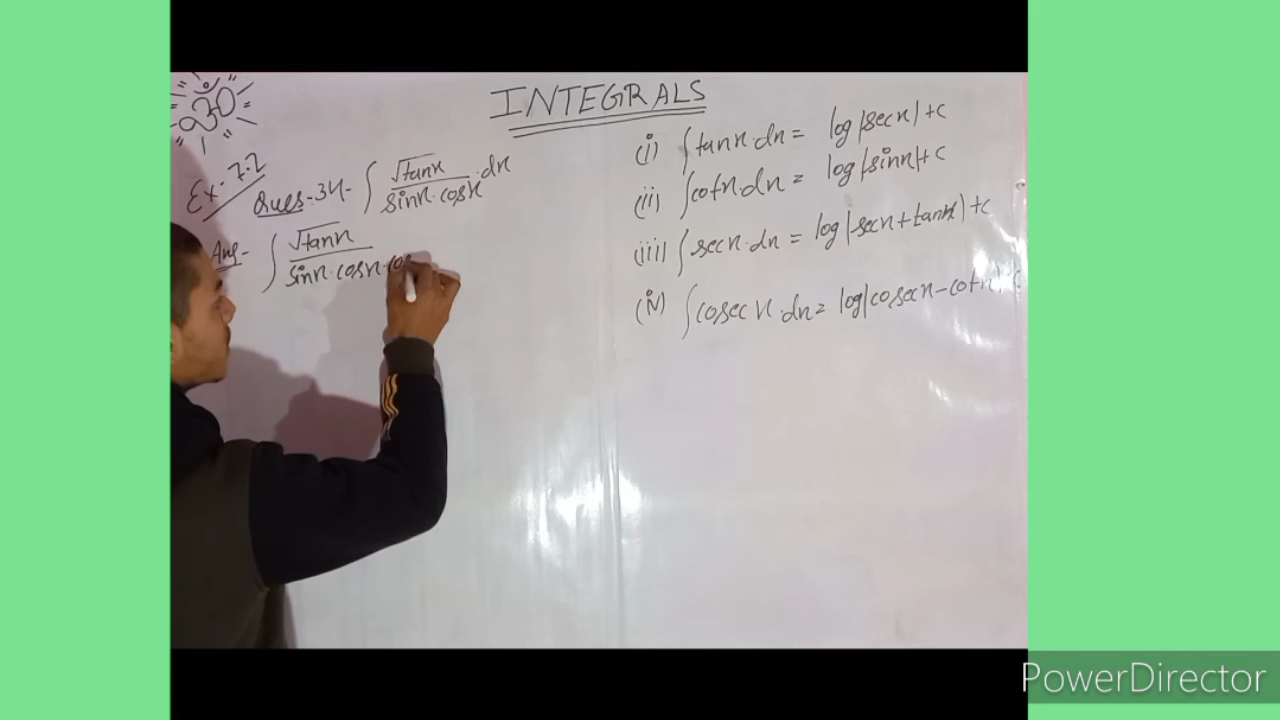 INTEGRALS
Ex-7.2
Ques-34- ∫ √tanx / sinx·cosx ·dx
Ans- ∫ √tanx / sinx·cosx·co
(i) ∫tanx·dx = log|secx|+c
(ii) ∫cotx·dx = log|sinx|+c
(iii) ∫secx·dx = log|secx+tanx|+c
(iv) ∫cosec x·dx = log|cosecx-cotx|+c
PowerDirector